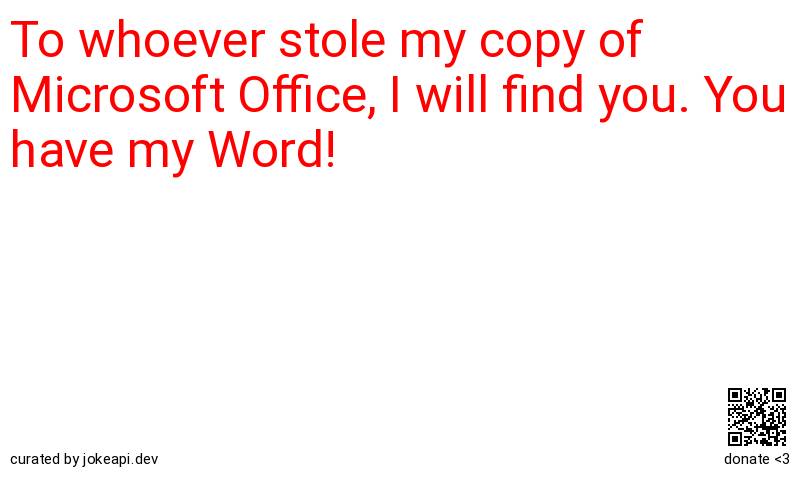 To whoever stole my copy of
Microsoft Office, I will find you. You
have my Word!
curated by jokeapi.dev
donate <3